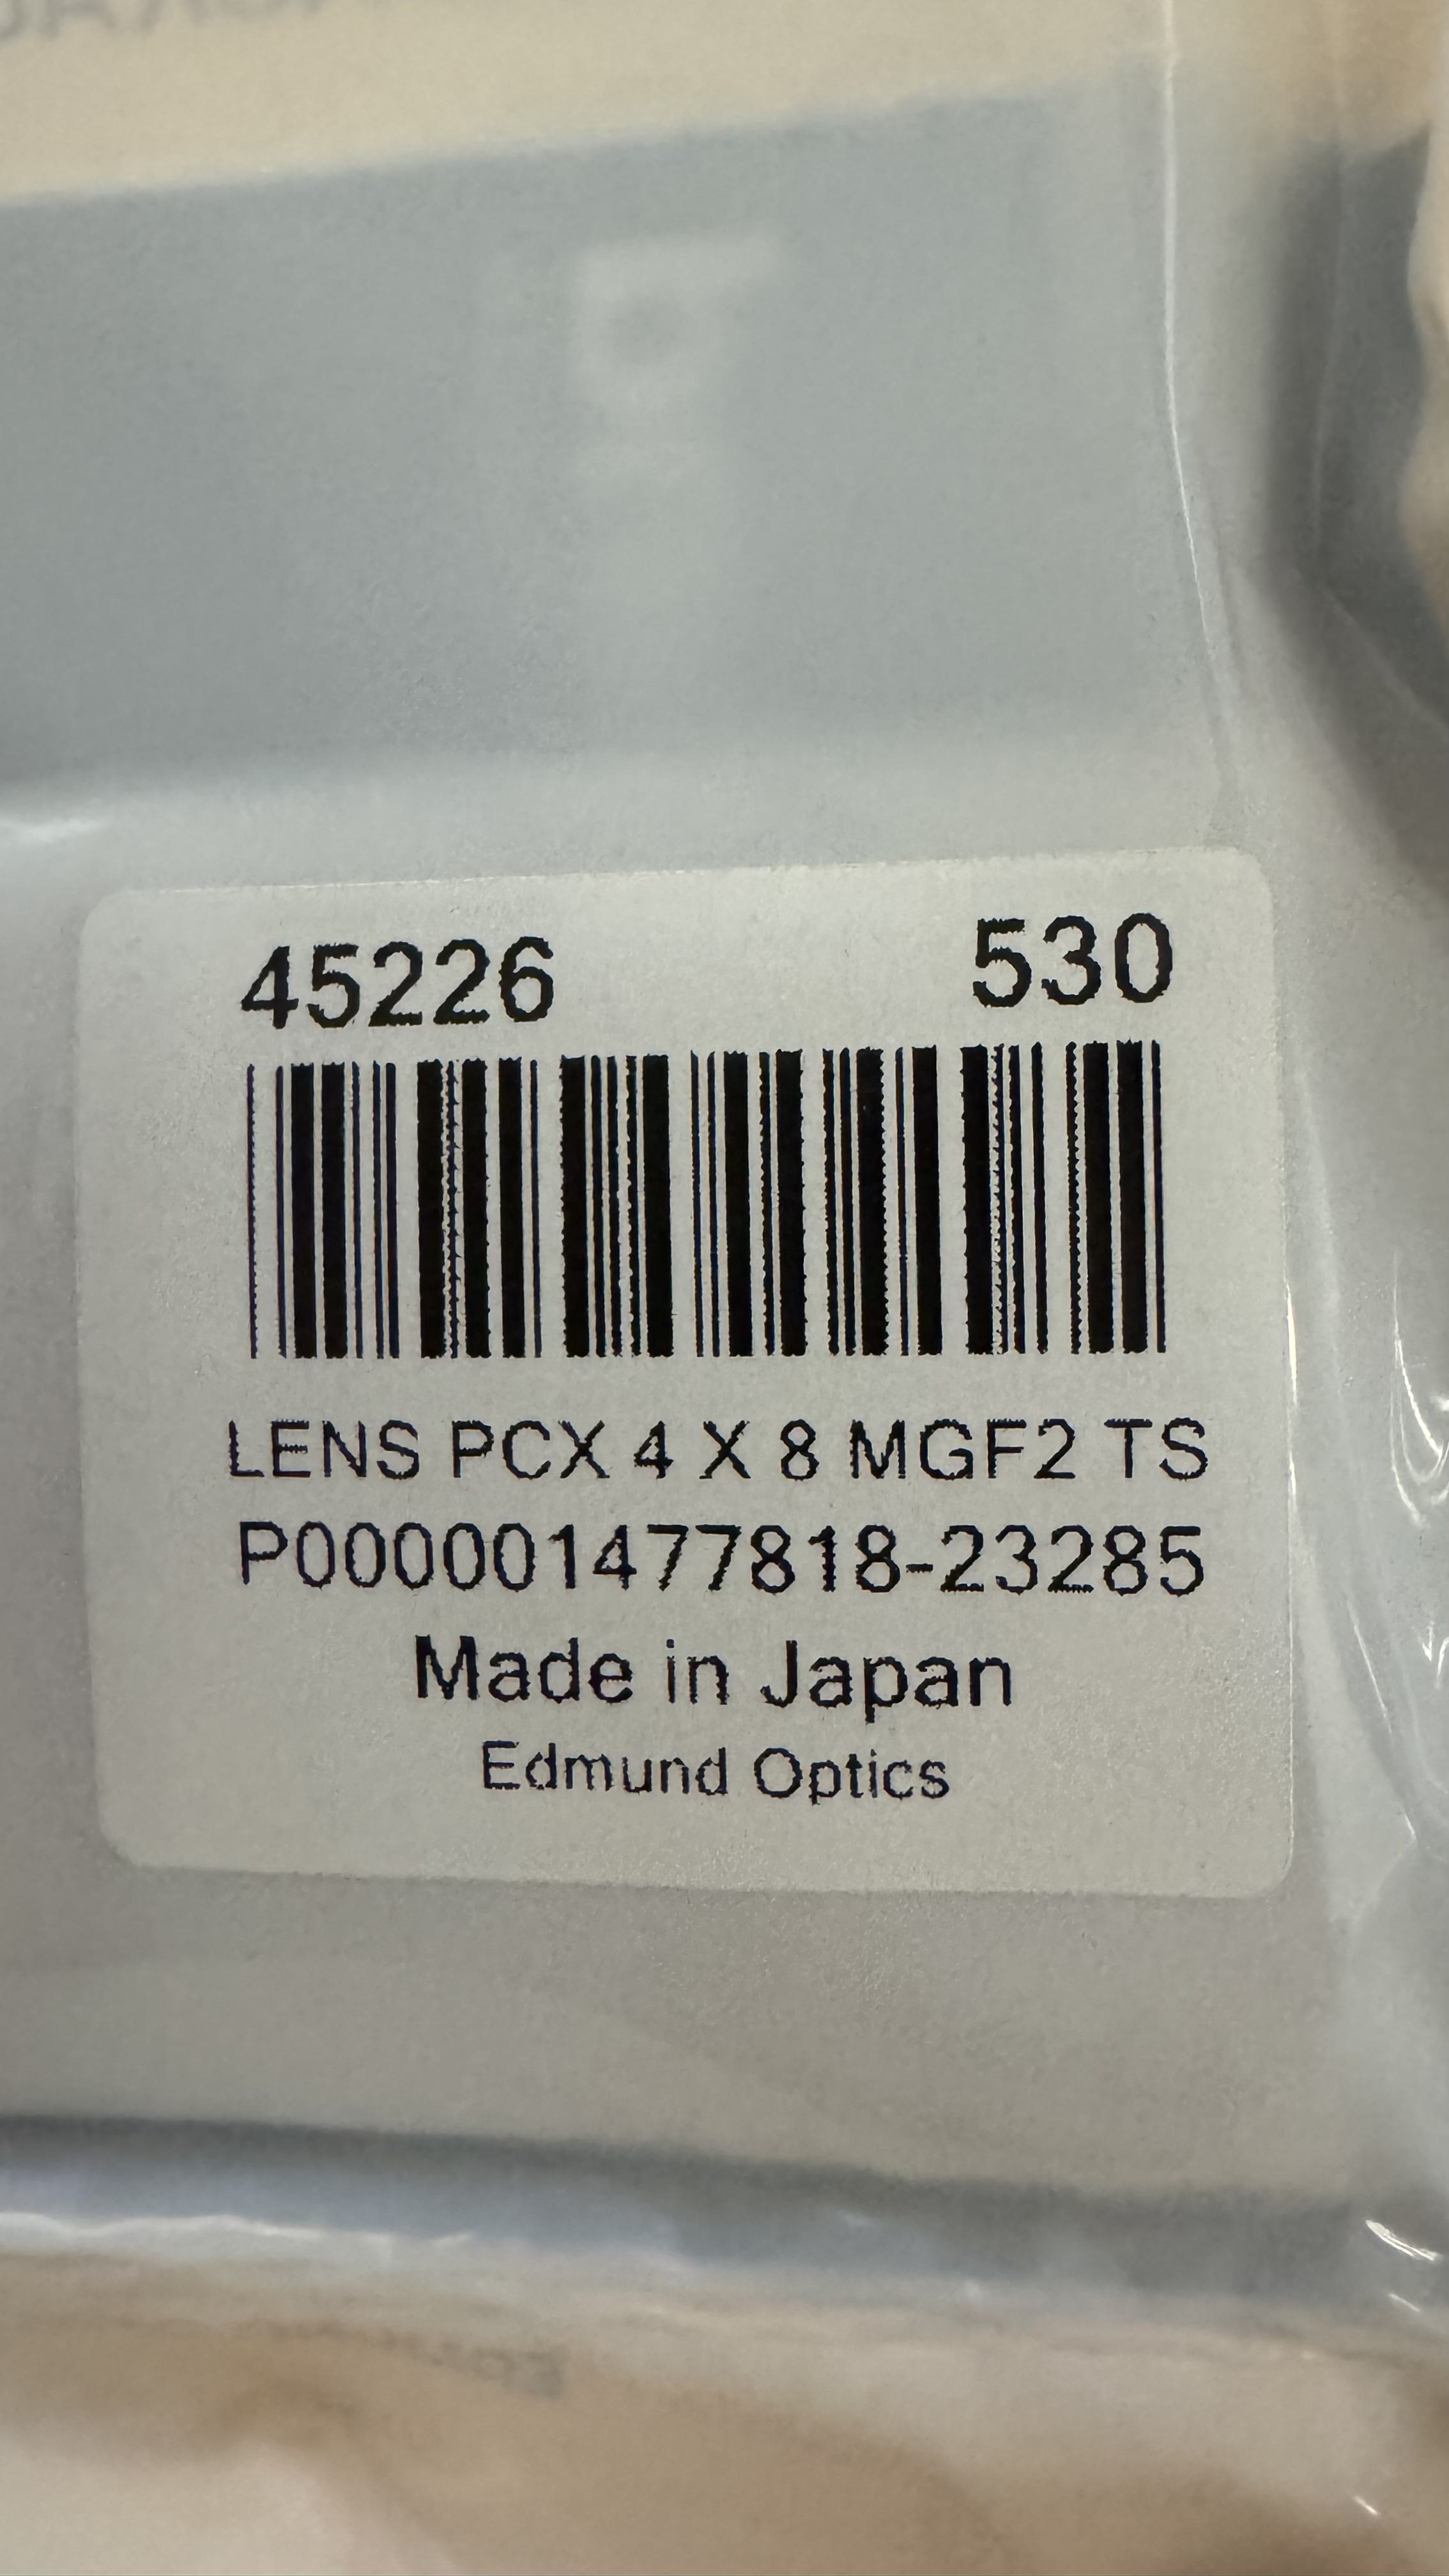 45226 530
LENS PCX 4 X 8 MGF2 TS
P000001477818-23285
Made in Japan
Edmund Optics